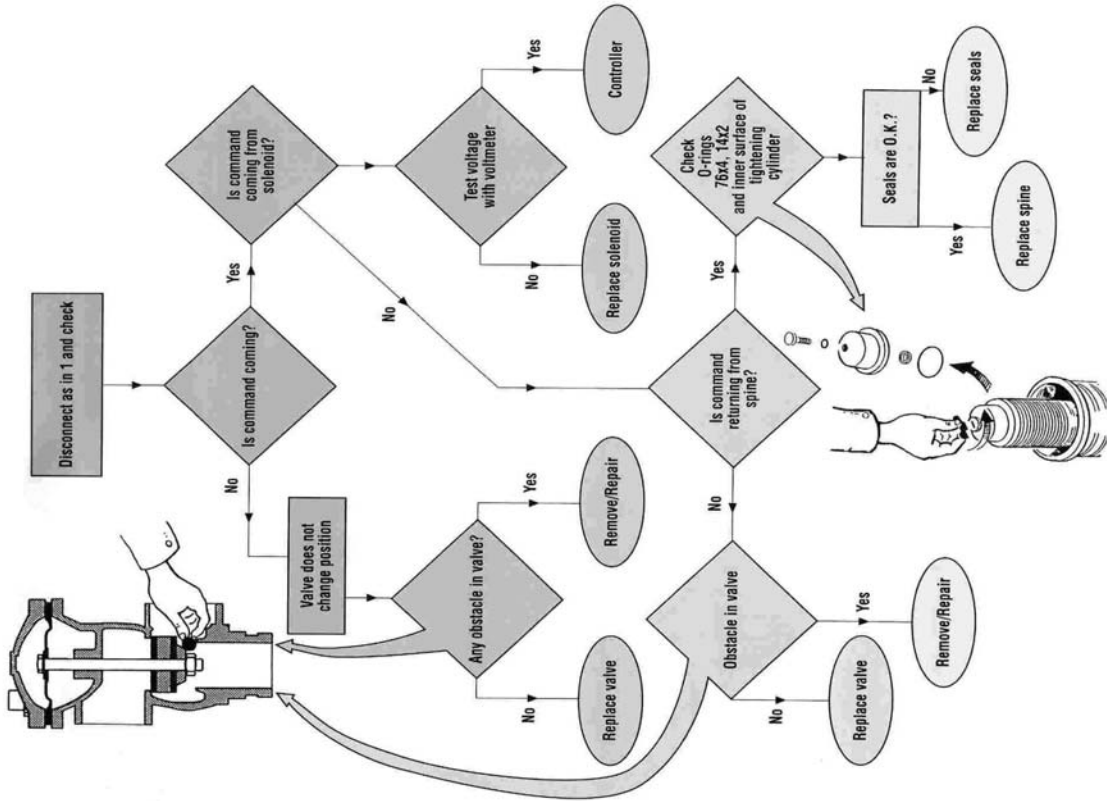 Disconnect as in 1 and check
Is command coming?
No
Yes
Valve does not
change position
Any obstacle in valve?
No
Yes
Replace valve
Remove/Repair
Is command
coming from
solenoid?
No
Yes
Test voltage
with voltmeter
No
Yes
Replace solenoid
Controller
Is command
returning from
spine?
No
Yes
Obstacle in valve
No
Yes
Replace valve
Remove/Repair
Check
O-rings
76x4, 14x2
and inner surface of
tightening
cylinder
Seals are O.K.?
Yes
No
Replace spine
Replace seals